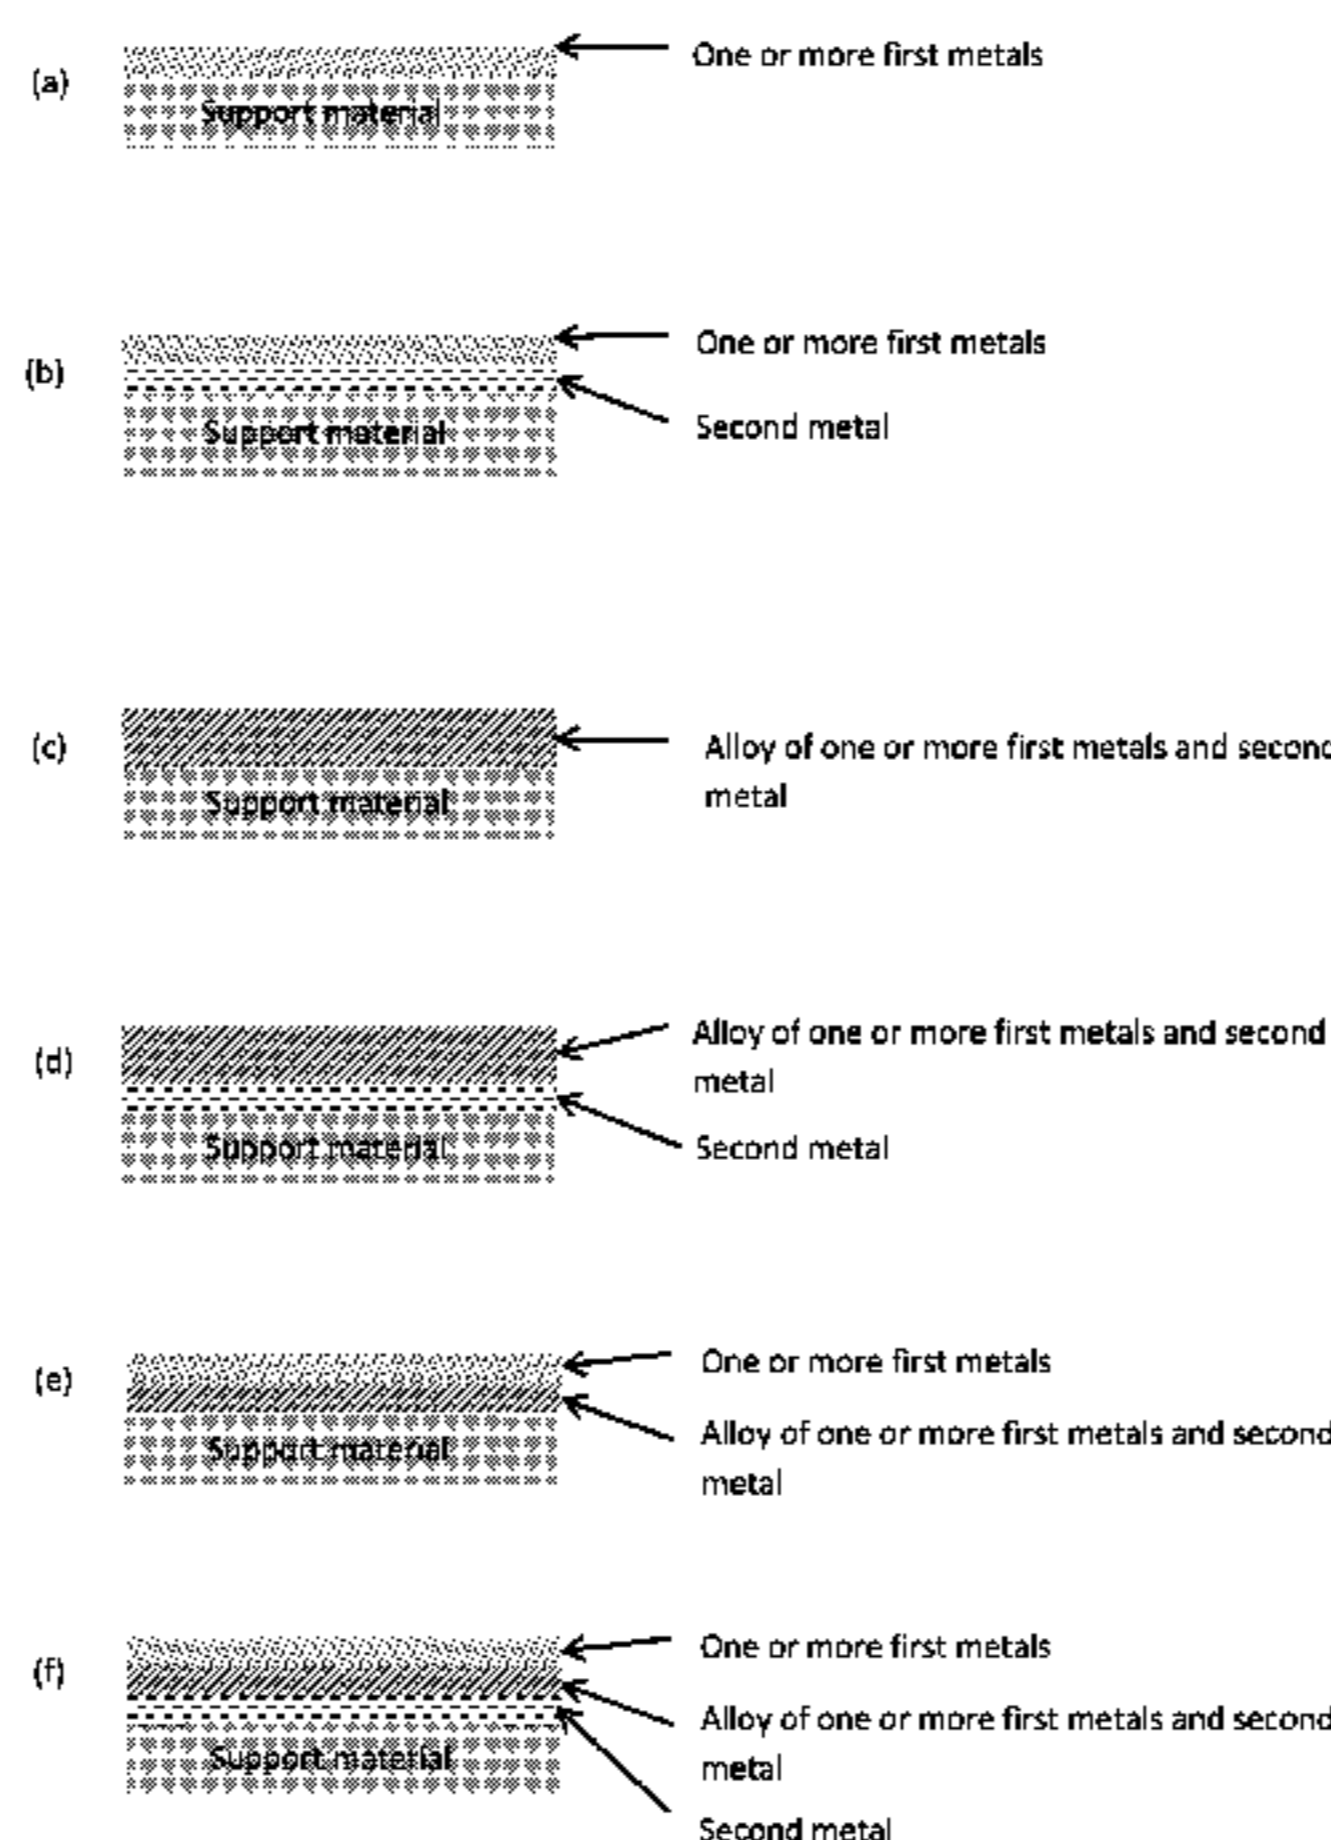 (a)
One or more first metals
Support material
(b)
One or more first metals
Second metal
Support material
(c)
Alloy of one or more first metals and second
metal
Support material
(d)
Alloy of one or more first metals and second
metal
Second metal
Support material
(e)
One or more first metals
Alloy of one or more first metals and second
metal
Support material
(f)
One or more first metals
Alloy of one or more first metals and second
metal
Support material
Second metal